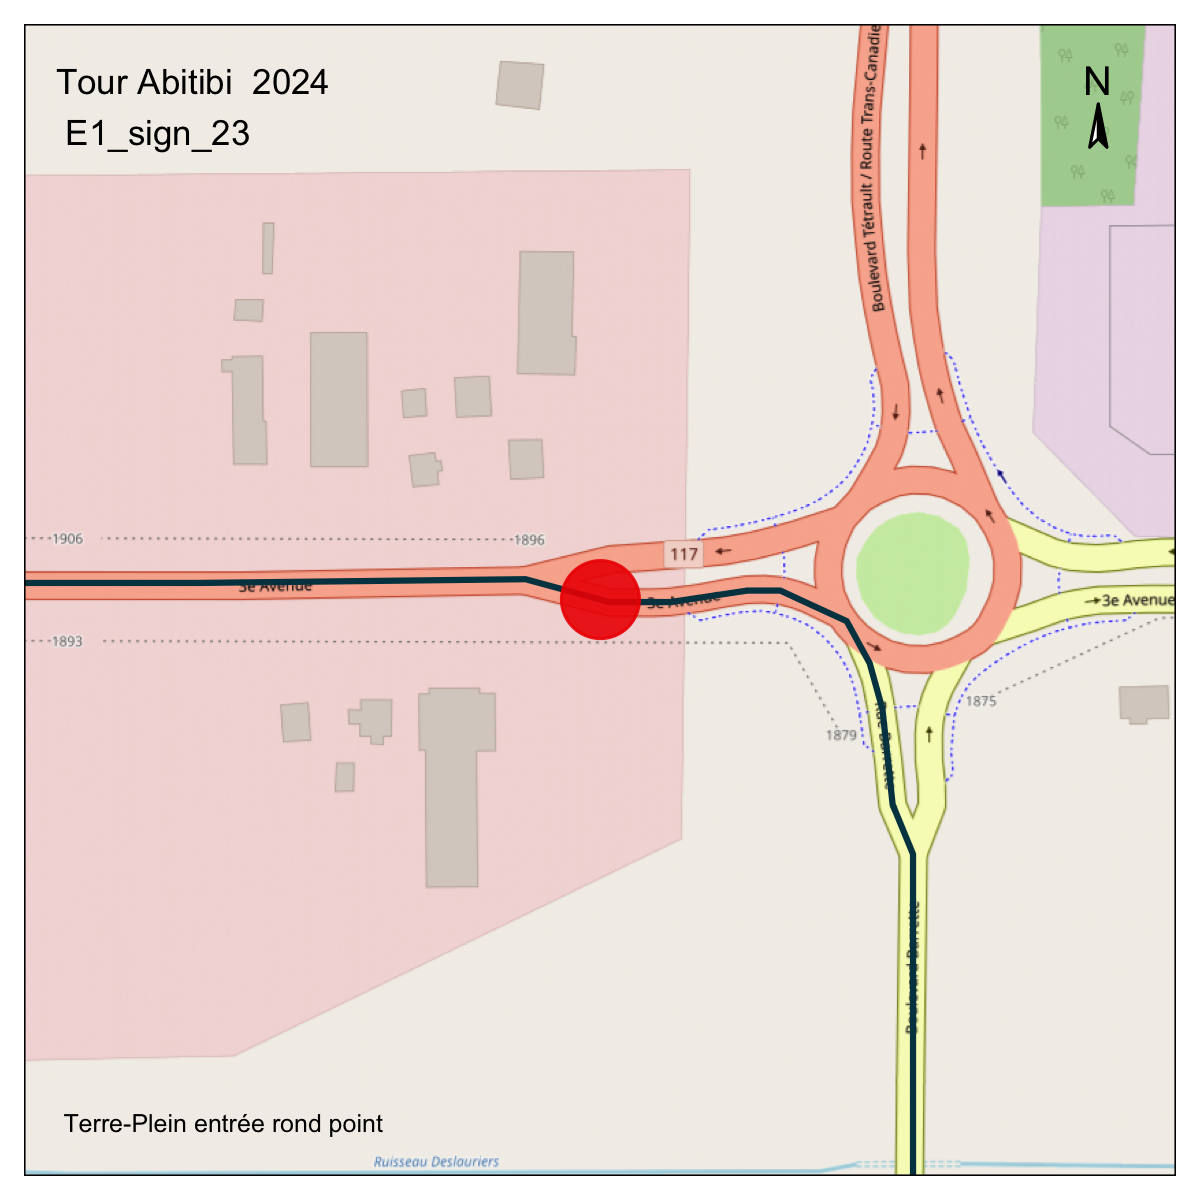 Tour Abitibi 2024
E1_sign_23
N
Boulevard Tétrault / Route Trans-Canadie
1906
1896
117
3e Avenue
3e Avenue
3e Avenue
1893
1875
1879
Boulevard Barrette
Terre-Plein entrée rond point
Ruisseau Deslauriers